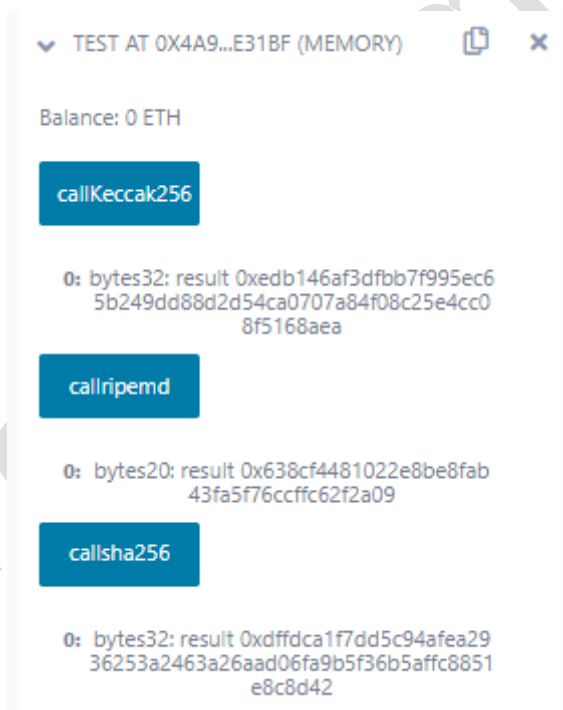 TEST AT 0X4A9...E31BF (MEMORY)
Balance: 0 ETH
callKeccak256
0: bytes32: result 0xedb146af3dfbb7f995ec6
5b249dd88d2d54ca0707a84f08c25e4cc0
8f5168aea
callripemd
0: bytes20: result 0x638cf4481022e8be8fab
43fa5f76ccffc62f2a09
callsha256
0: bytes32: result 0xdffdca1f7dd5c94afea29
36253a2463a26aad06fa9b5f36b5affc8851
e8c8d42